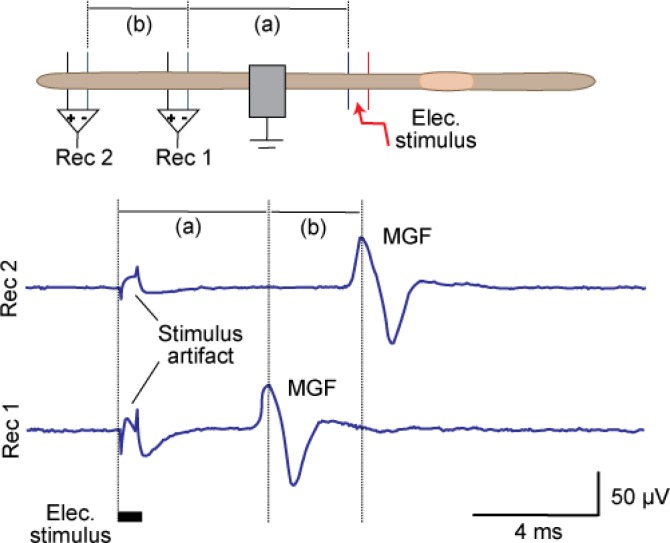 (b)
(a)
+ -
+ -
Rec 2
Rec 1
Elec.
stimulus
(a)
(b)
MGF
Rec 2
Stimulus
artifact
MGF
Rec 1
Elec.
stimulus
50 µV
4 ms